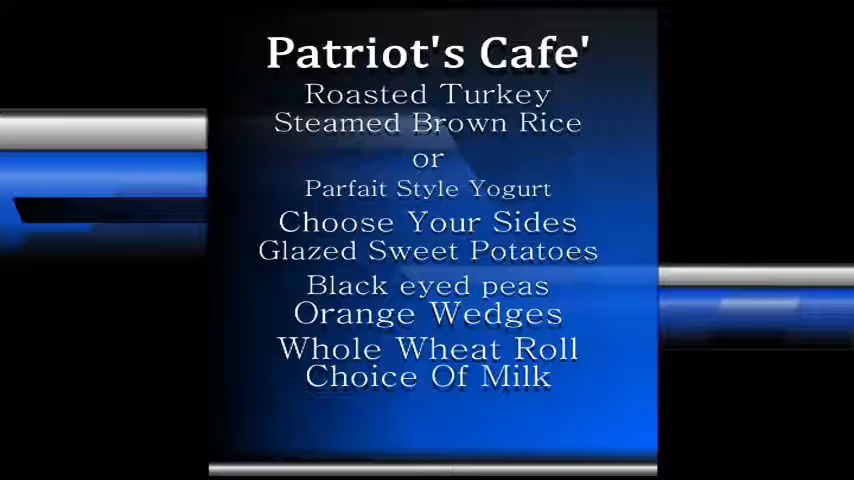 Patriot's Cafe'
Roasted Turkey
Steamed Brown Rice
or
Parfait Style Yogurt
Choose Your Sides
Glazed Sweet Potatoes
Black eyed peas
Orange Wedges
Whole Wheat Roll
Choice Of Milk